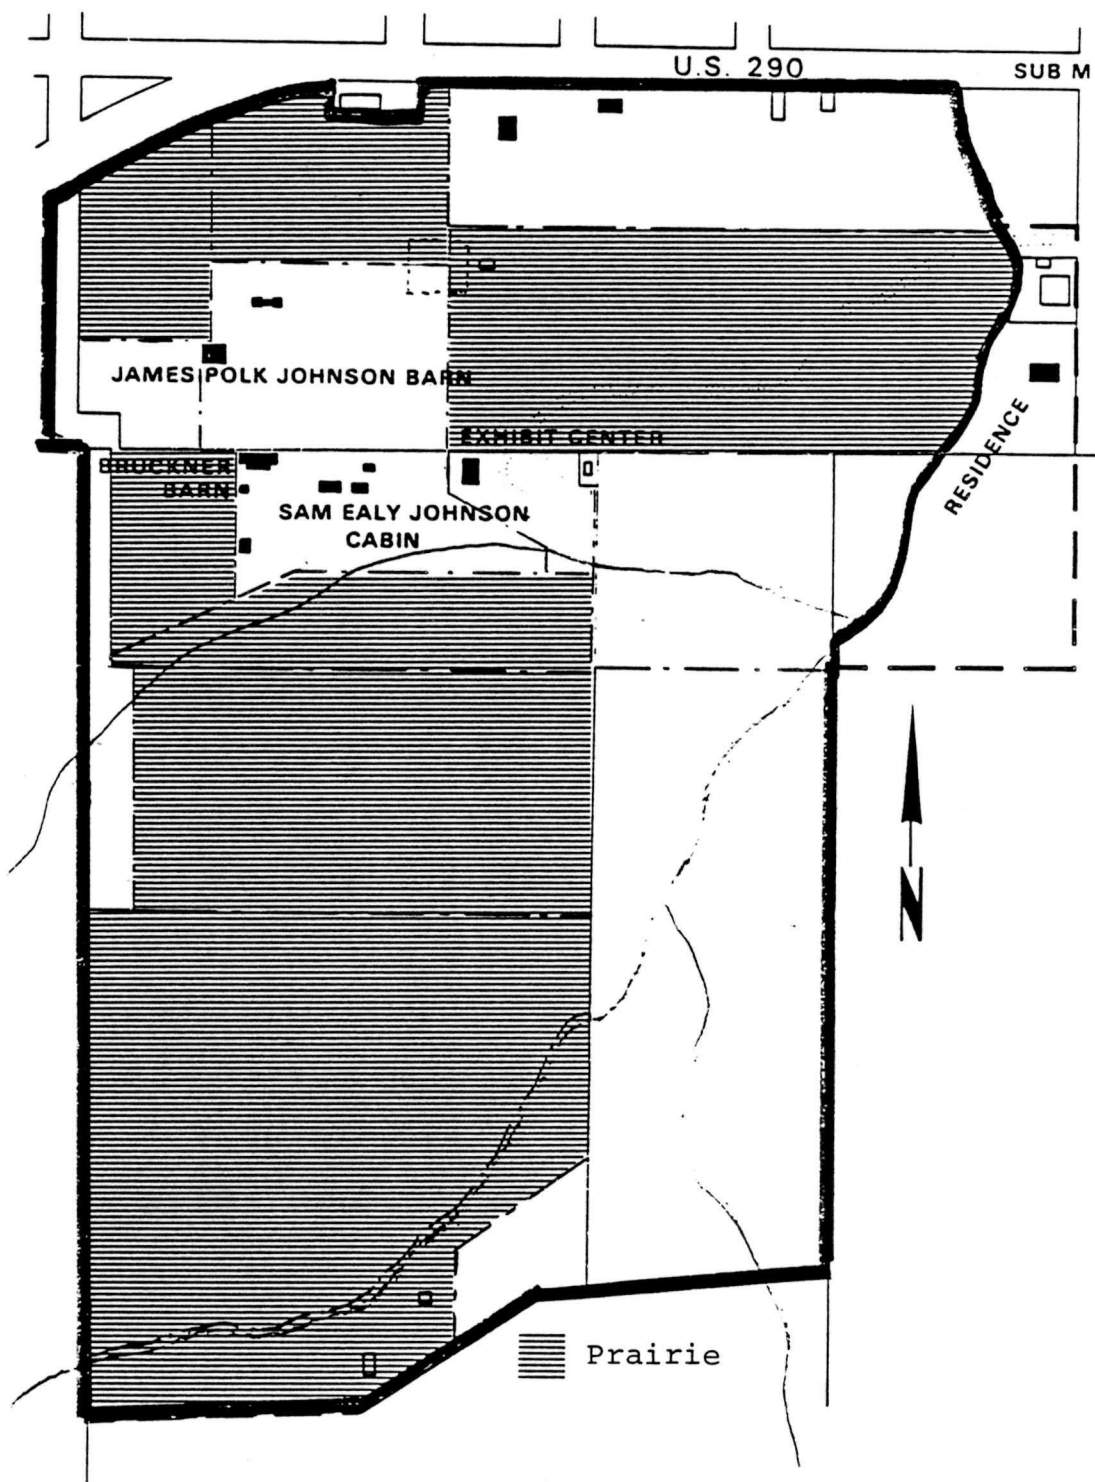 U.S. 290
SUB M
JAMES POLK JOHNSON BARN
EXHIBIT CENTER
BRUCKNER
BARN
SAM EALY JOHNSON
CABIN
RESIDENCE
N
Prairie